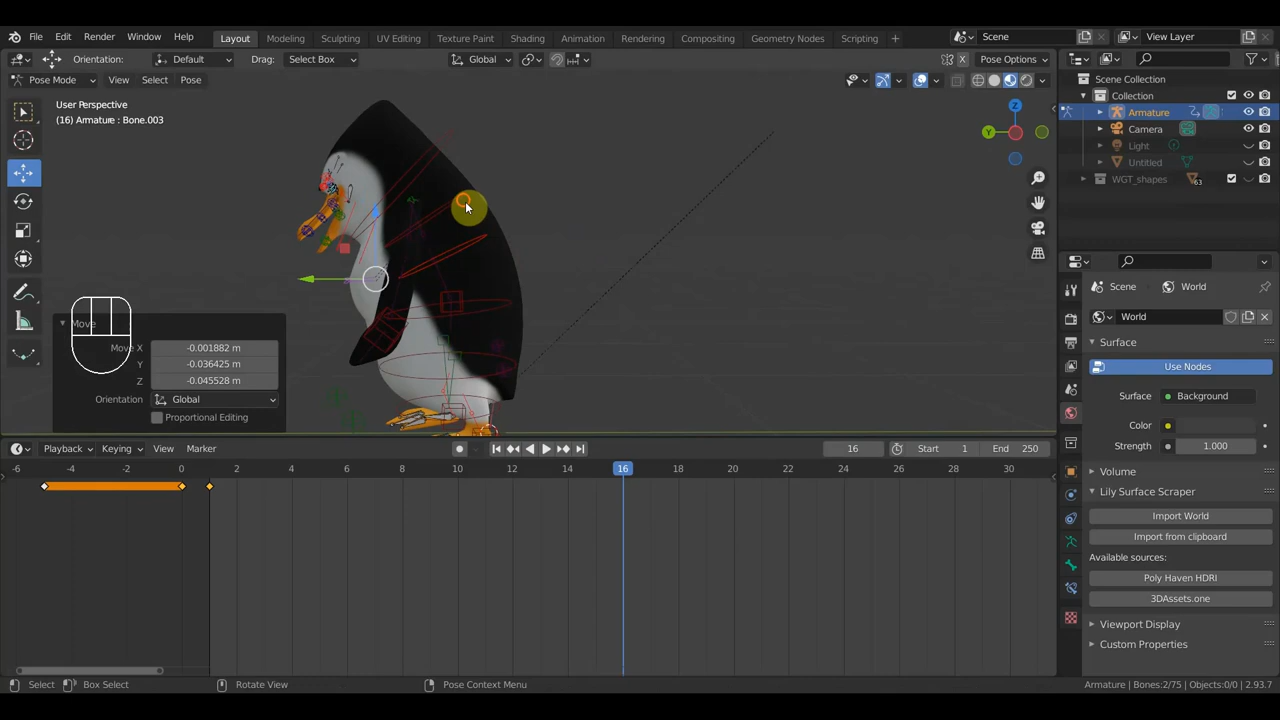 File Edit Render Window Help Layout Modeling Sculpting UV Editing Texture Paint Shading Animation Rendering Compositing Geometry Nodes Scripting + Scene View Layer
Orientation: Default Drag: Select Box Global Pose Options
Pose Mode View Select Pose
User Perspective
(16) Armature : Bone.003
Z
Y
Move
Move X -0.001882 m
Y -0.036425 m
Z -0.045528 m
Orientation Global
Proportional Editing
Playback Keying View Marker 16 Start 1 End 250
-6 -4 -2 0 2 4 6 8 10 12 14 16 18 20 22 24 26 28 30
Select Box Select Rotate View Pose Context Menu Armature | Bones:2/75 | Objects:0/0 | 2.93.7
Scene Collection
Collection
Armature
Camera
Light
Untitled
WGT_shapes 63
Scene World
World
Surface
Use Nodes
Surface Background
Color
Strength 1.000
Volume
Lily Surface Scraper
Import World
Import from clipboard
Available sources:
Poly Haven HDRI
3DAssets.one
Viewport Display
Custom Properties